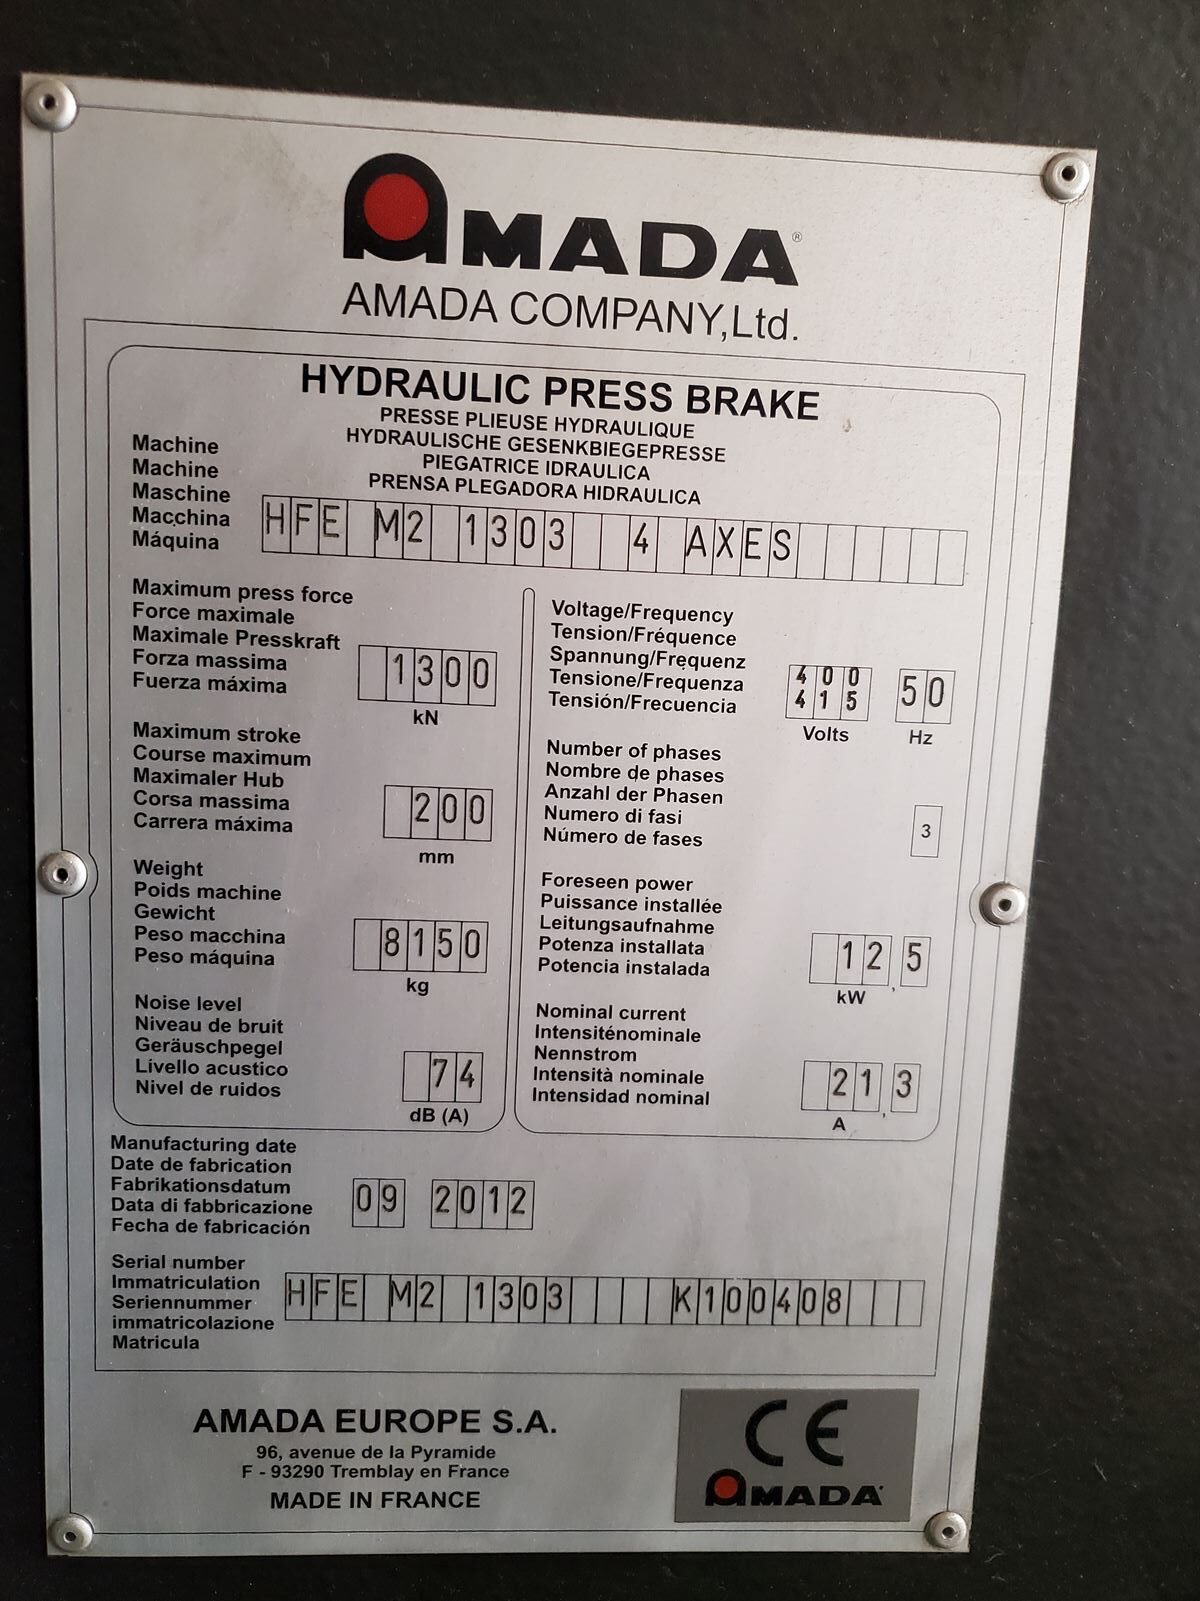 AMADA®
AMADA COMPANY,Ltd.
HYDRAULIC PRESS BRAKE
PRESSE PLIEUSE HYDRAULIQUE
HYDRAULISCHE GESENKBIEGEPRESSE
PIEGATRICE IDRAULICA
PRENSA PLEGADORA HIDRAULICA
Machine
Machine
Maschine
Macchina
Máquina
HFE M2 1303 4 AXES
Maximum press force
Force maximale
Maximale Presskraft
Forza massima
Fuerza máxima
1300
kN
Maximum stroke
Course maximum
Maximaler Hub
Corsa massima
Carrera máxima
200
mm
Weight
Poids machine
Gewicht
Peso macchina
Peso máquina
8150
kg
Noise level
Niveau de bruit
Geräuschpegel
Livello acustico
Nivel de ruidos
74
dB (A)
Voltage/Frequency
Tension/Fréquence
Spannung/Frequenz
Tensione/Frequenza
Tensión/Frecuencia
400
415
Volts
50
Hz
Number of phases
Nombre de phases
Anzahl der Phasen
Numero di fasi
Número de fases
3
Foreseen power
Puissance installée
Leitungsaufnahme
Potenza installata
Potencia instalada
12,5
kW
Nominal current
Intensiténominale
Nennstrom
Intensità nominale
Intensidad nominal
21,3
A
Manufacturing date
Date de fabrication
Fabrikationsdatum
Data di fabbricazione
Fecha de fabricación
09 2012
Serial number
Immatriculation
Seriennummer
immatricolazione
Matricula
HFE M2 1303 K100408
AMADA EUROPE S.A.
96, avenue de la Pyramide
F - 93290 Tremblay en France
MADE IN FRANCE
CE
AMADA